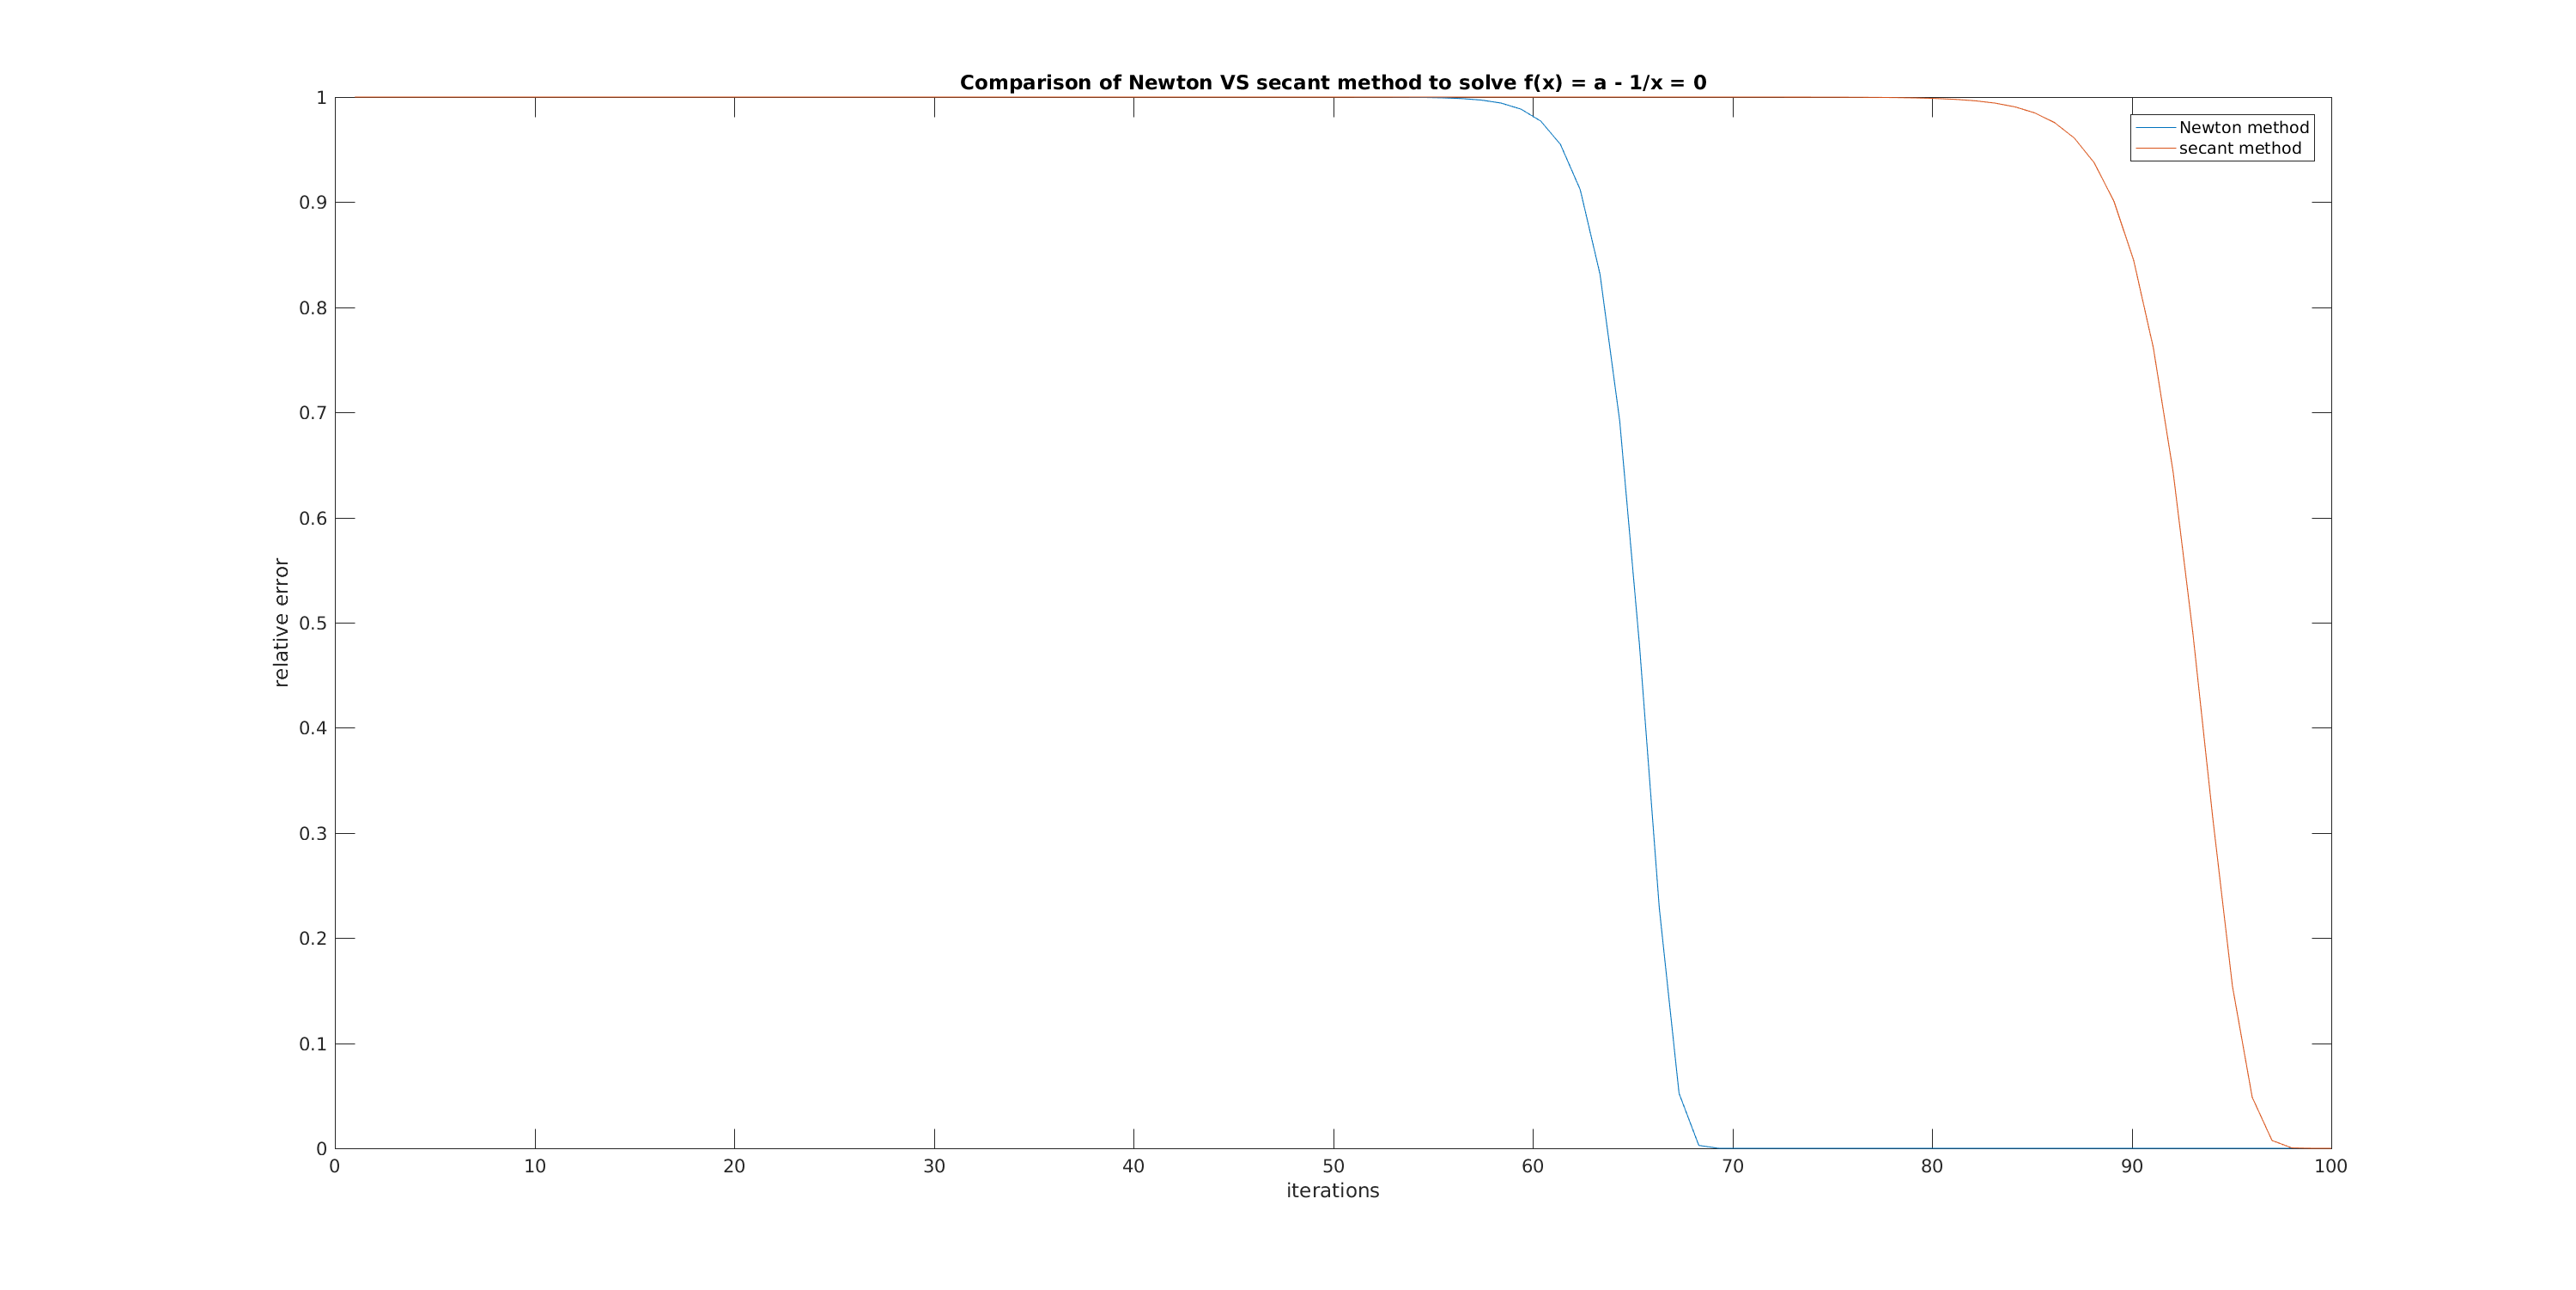 Comparison of Newton VS secant method to solve f(x) = a - 1/x = 0
1
0.9
0.8
0.7
0.6
0.5
0.4
0.3
0.2
0.1
0
relative error
Newton method
secant method
0 10 20 30 40 50 60 70 80 90 100
iterations